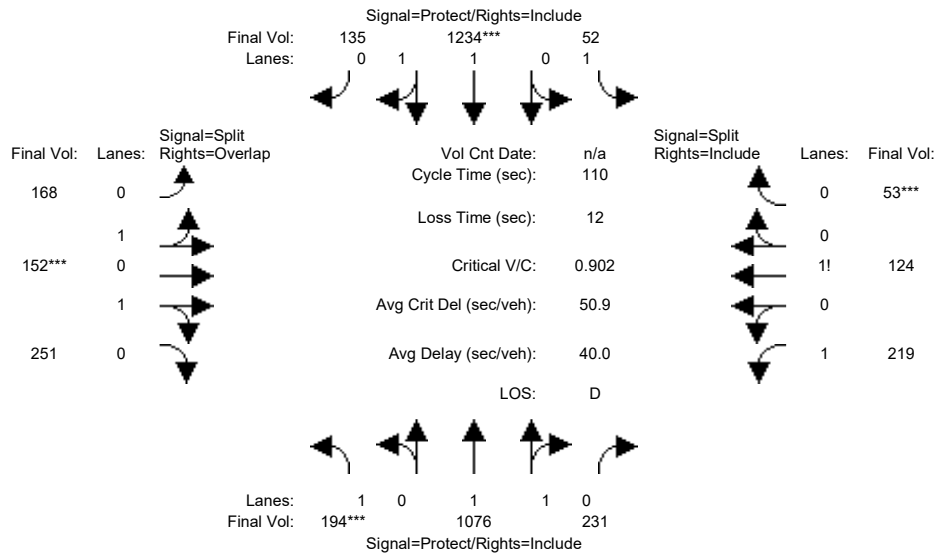 Signal=Protect/Rights=Include
Final Vol: 135 1234*** 52
Lanes: 0 1 1 0 1
Signal=Split
Final Vol: Lanes: Rights=Overlap
Vol Cnt Date: n/a
Signal=Split
Rights=Include Lanes: Final Vol:
Cycle Time (sec): 110
168 0
0 53***
Loss Time (sec): 12
1
0
152*** 0
Critical V/C: 0.902
1! 124
1
Avg Crit Del (sec/veh): 50.9
0
251 0
Avg Delay (sec/veh): 40.0
1 219
LOS: D
Lanes: 1 0 1 1 0
Final Vol: 194*** 1076 231
Signal=Protect/Rights=Include